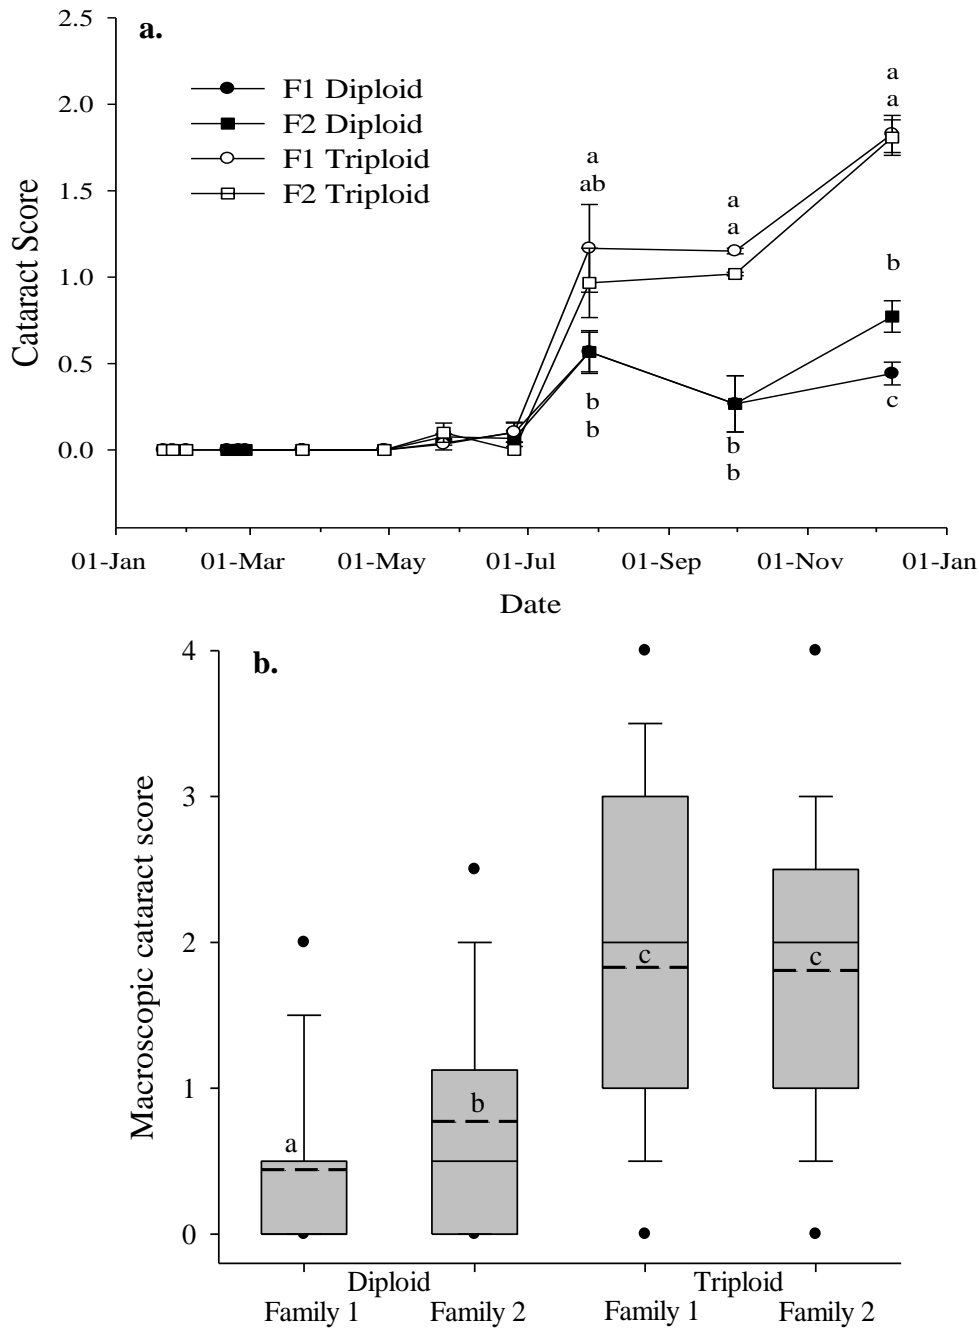 2.5
a.
2.0
1.5
1.0
0.5
0.0
Cataract Score
F1 Diploid
F2 Diploid
F1 Triploid
F2 Triploid
a
ab
b
b
a
a
b
b
a
a
b
c
01-Jan 01-Mar 01-May 01-Jul 01-Sep 01-Nov 01-Jan
Date
b.
4
3
2
1
0
Macroscopic cataract score
a
b
c
c
Diploid Triploid
Family 1 Family 2 Family 1 Family 2